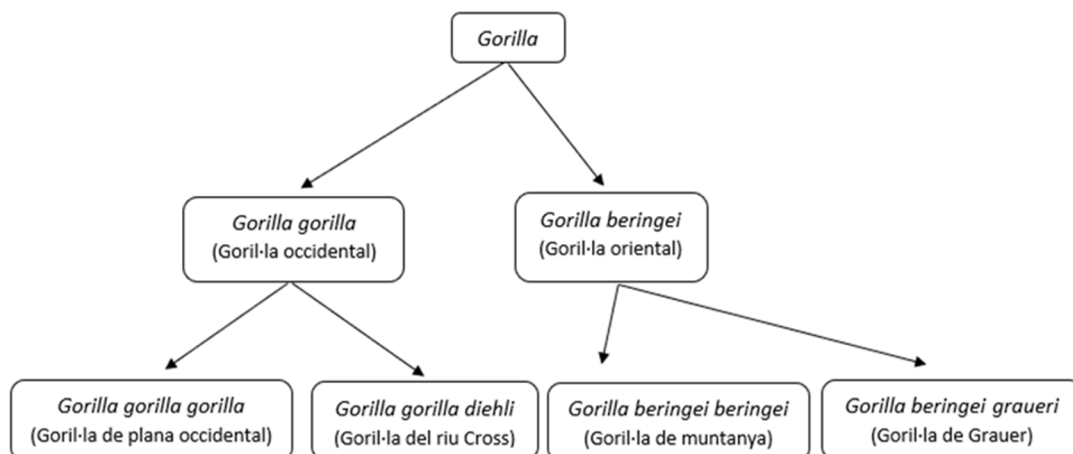 Gorilla
Gorilla gorilla
(Goril·la occidental)
Gorilla beringei
(Goril·la oriental)
Gorilla gorilla gorilla
(Goril·la de plana occidental)
Gorilla gorilla diehli
(Goril·la del riu Cross)
Gorilla beringei beringei
(Goril·la de muntanya)
Gorilla beringei graueri
(Goril·la de Grauer)